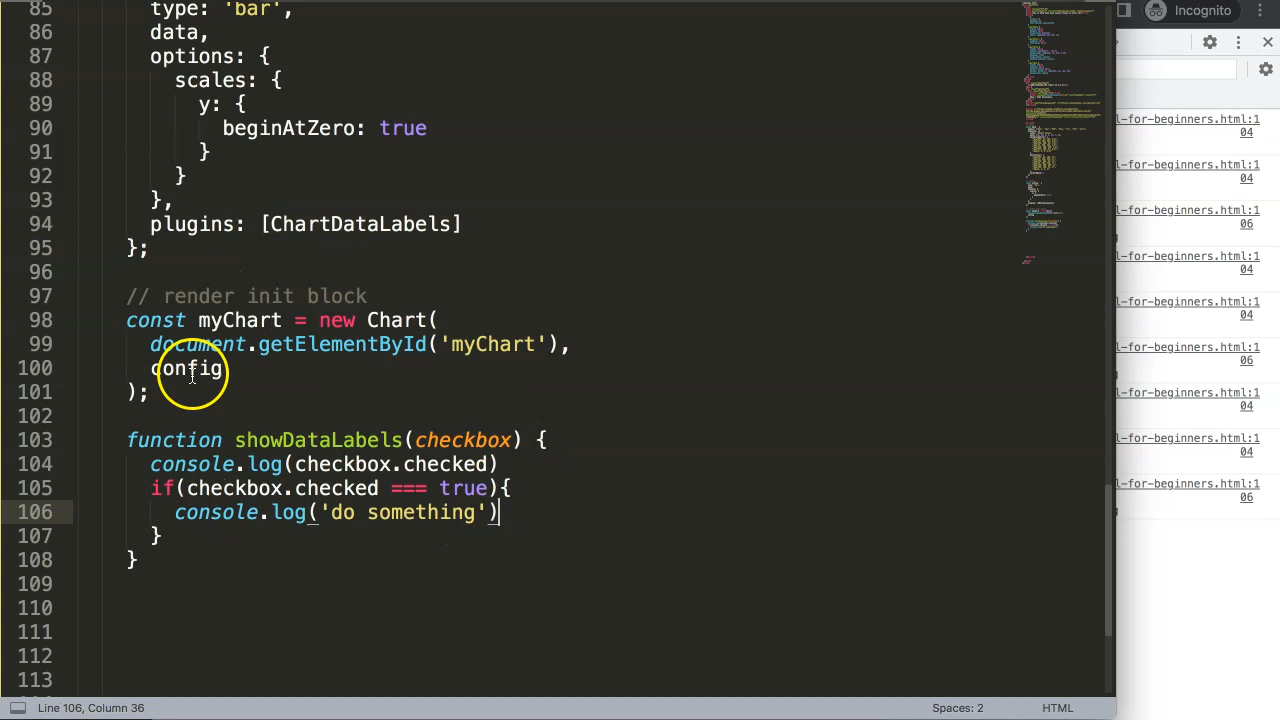 85 type: 'bar',
86 data,
87 options: {
88 scales: {
89 y: {
90 beginAtZero: true
91 }
92 }
93 },
94 plugins: [ChartDataLabels]
95 };
96
97 // render init block
98 const myChart = new Chart(
99 document.getElementById('myChart'),
100 config
101 );
102
103 function showDataLabels(checkbox) {
104 console.log(checkbox.checked)
105 if(checkbox.checked === true){
106 console.log('do something')
107 }
108 }
109
110
111
112
113
Line 106, Column 36
Spaces: 2
HTML
Incognito
l-for-beginners.html:1
04
l-for-beginners.html:1
04
l-for-beginners.html:1
06
l-for-beginners.html:1
04
l-for-beginners.html:1
04
l-for-beginners.html:1
06
l-for-beginners.html:1
04
l-for-beginners.html:1
04
l-for-beginners.html:1
06